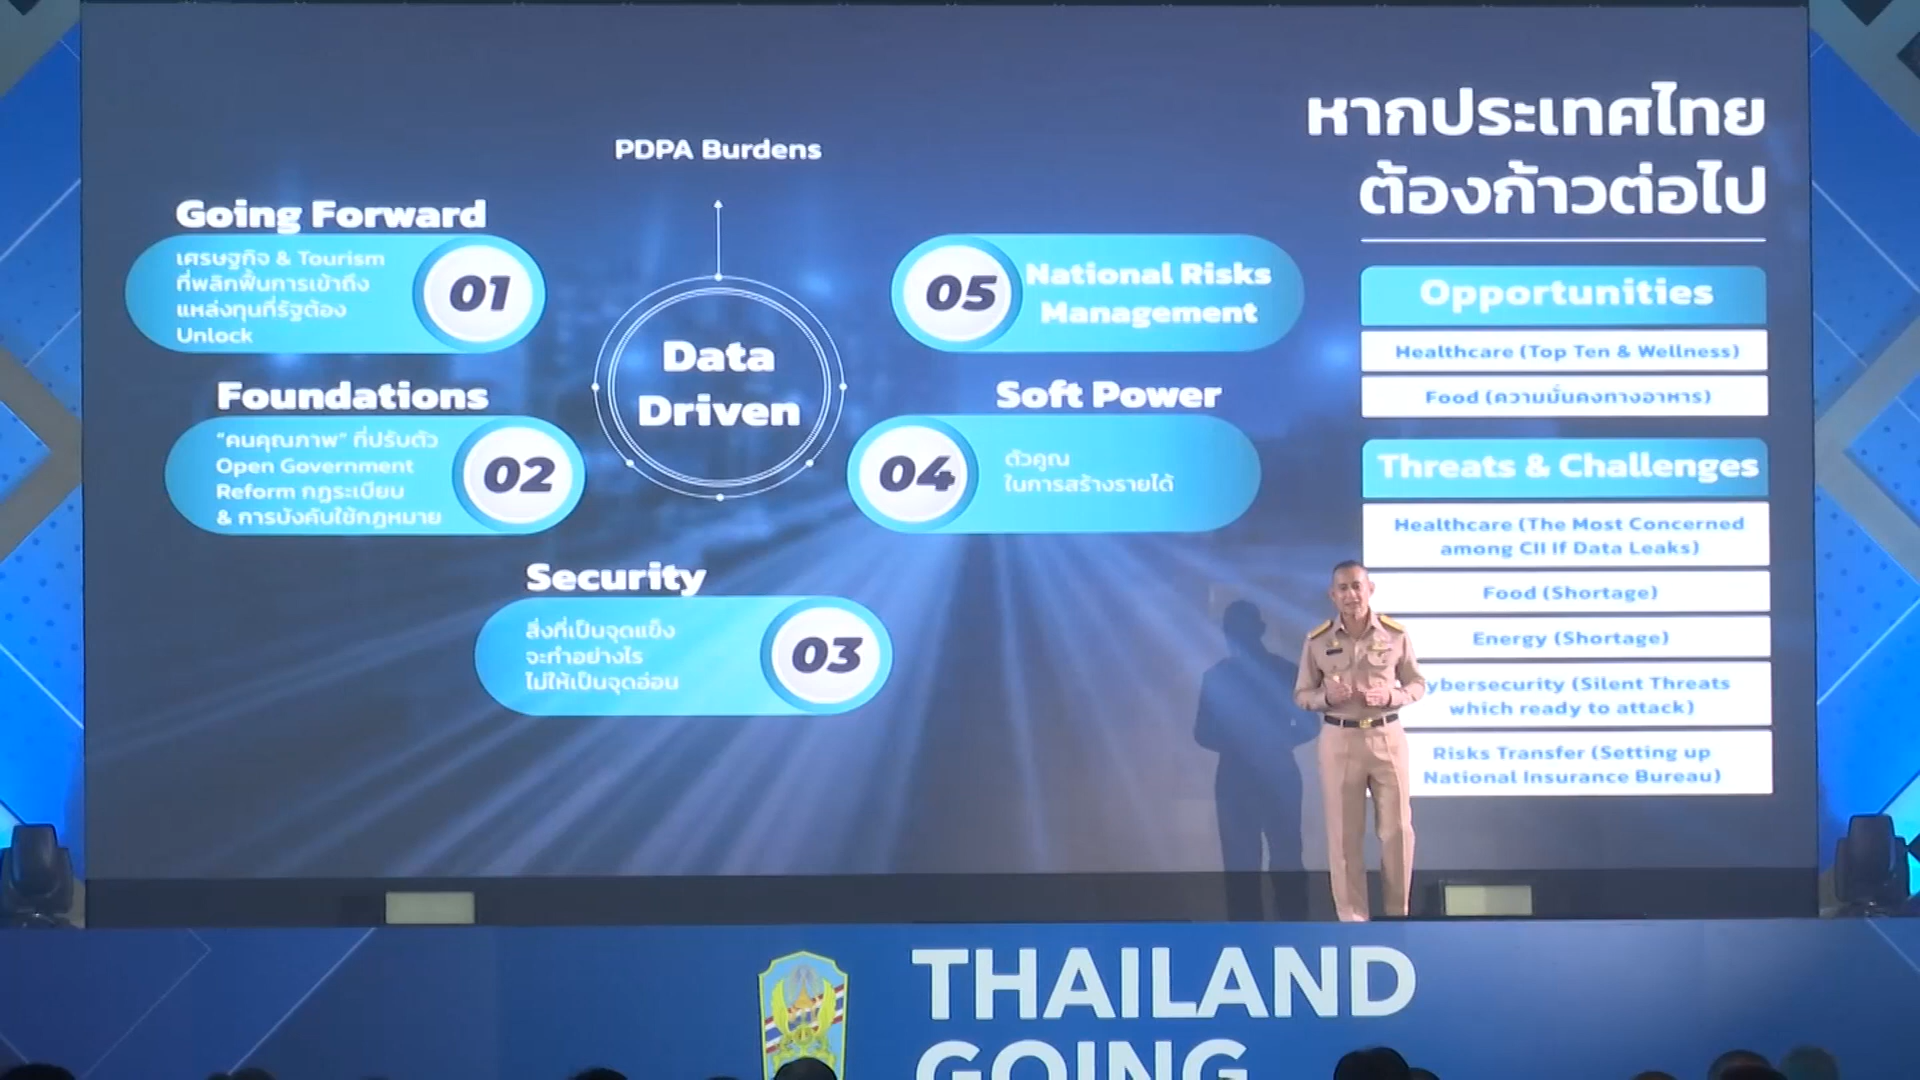 หากประเทศไทย
ต้องก้าวต่อไป
PDPA Burdens
Data
Driven
Going Forward
เศรษฐกิจ & Tourism
ที่พลิกฟื้นการเข้าถึง
แหล่งทุนที่รัฐต้อง
Unlock
01
Foundations
“คนคุณภาพ” ที่ปรับตัว
Open Government
Reform กฎระเบียบ
& การบังคับใช้กฎหมาย
02
Security
สิ่งที่เป็นจุดแข็ง
จะทำอย่างไร
ไม่ให้เป็นจุดอ่อน
03
Soft Power
04
ตัวคูณ
ในการสร้างรายได้
05
National Risks
Management
Opportunities
Healthcare (Top Ten & Wellness)
Food (ความมั่นคงทางอาหาร)
Threats & Challenges
Healthcare (The Most Concerned
among CII If Data Leaks)
Food (Shortage)
Energy (Shortage)
ybersecurity (Silent Threats
which ready to attack)
Risks Transfer (Setting up
National Insurance Bureau)
THAILAND
GOING